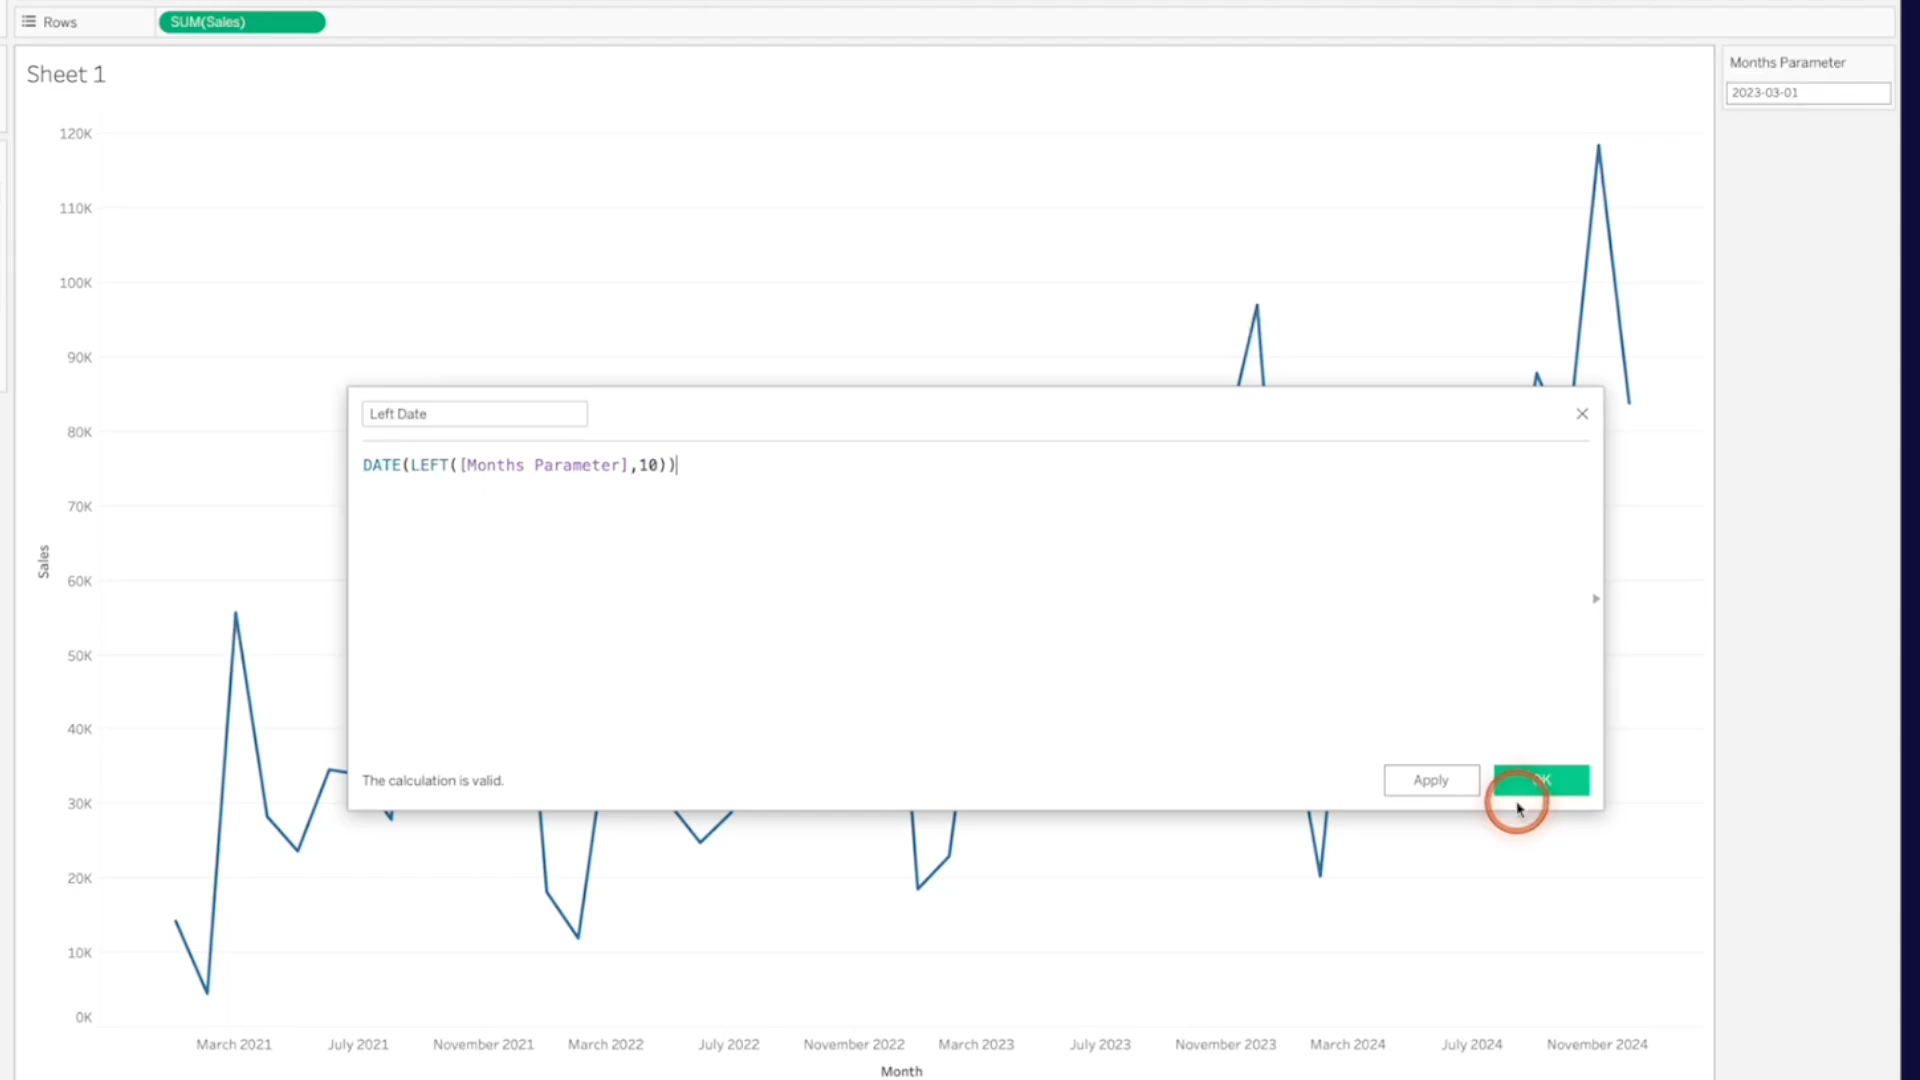 Rows
SUM(Sales)
Sheet 1
Months Parameter
2023-03-01
120K
110K
100K
90K
80K
70K
60K
50K
40K
30K
20K
10K
0K
Sales
Left Date
DATE(LEFT([Months Parameter],10))
The calculation is valid.
Apply
OK
March 2021
July 2021
November 2021
March 2022
July 2022
November 2022
March 2023
July 2023
November 2023
March 2024
July 2024
November 2024
Month